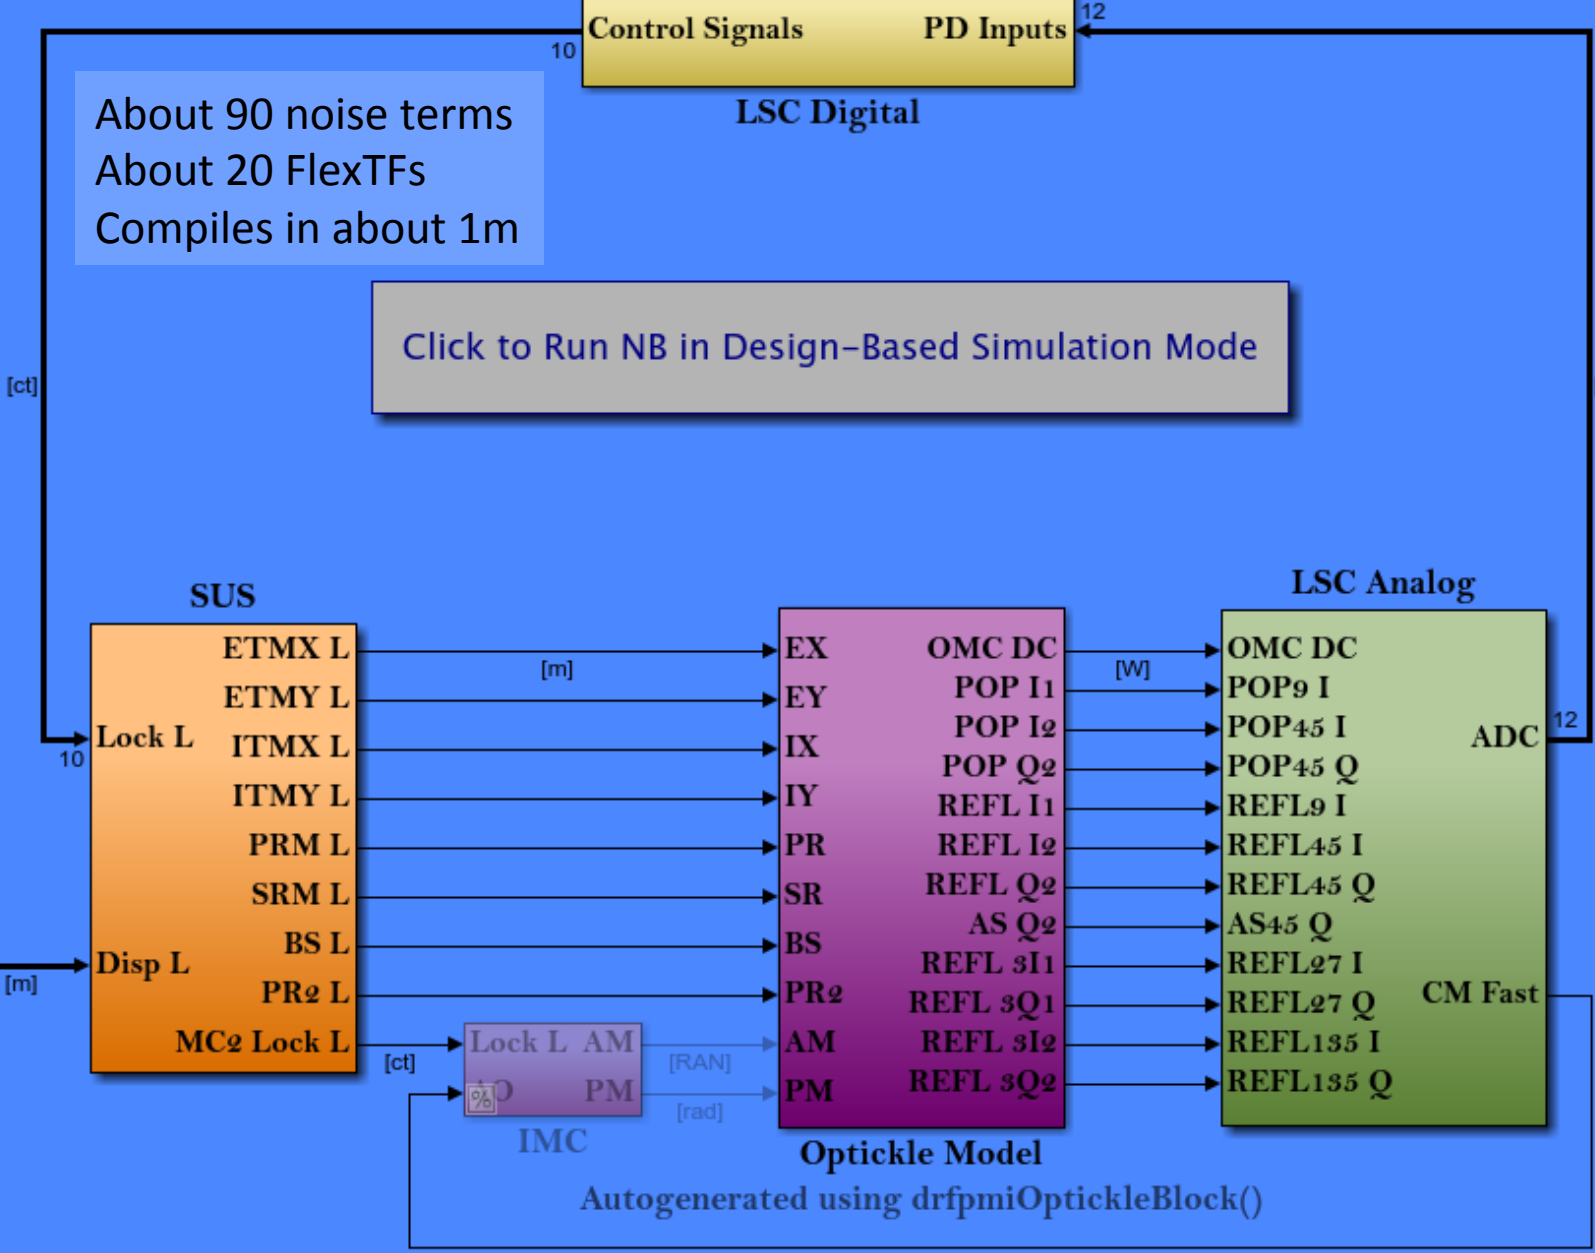 Control Signals
PD Inputs
12
10
LSC Digital
About 90 noise terms
About 20 FlexTFs
Compiles in about 1m
Click to Run NB in Design-Based Simulation Mode
[ct]
SUS
Lock L
10
Disp L
[m]
ETMX L
ETMY L
ITMX L
ITMY L
PRM L
SRM L
BS L
PR2 L
MC2 Lock L
[m]
[ct]
Lock L
AM
AO
%
PM
IMC
[RAN]
[rad]
EX
EY
IX
IY
PR
SR
BS
PR2
AM
PM
OMC DC
POP I1
POP I2
POP Q2
REFL I1
REFL I2
REFL Q2
AS Q2
REFL 3I1
REFL 3Q1
REFL 3I2
REFL 3Q2
Optickle Model
Autogenerated using drfpmiOptickleBlock()
[W]
LSC Analog
OMC DC
POP9 I
POP45 I
POP45 Q
REFL9 I
REFL45 I
REFL45 Q
AS45 Q
REFL27 I
REFL27 Q
REFL135 I
REFL135 Q
ADC
12
CM Fast